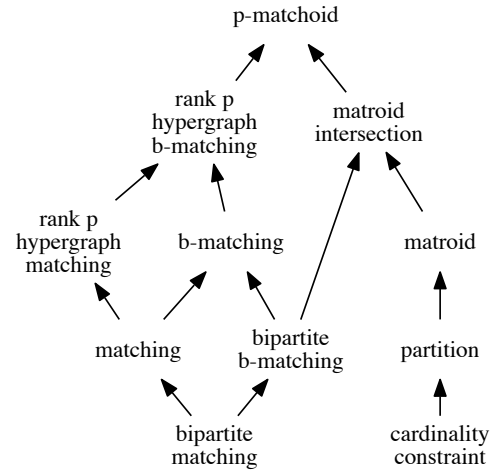 p-matchoid
rank p
hypergraph
b-matching
matroid
intersection
rank p
hypergraph
matching
b-matching
matroid
matching
bipartite
b-matching
partition
bipartite
matching
cardinality
constraint